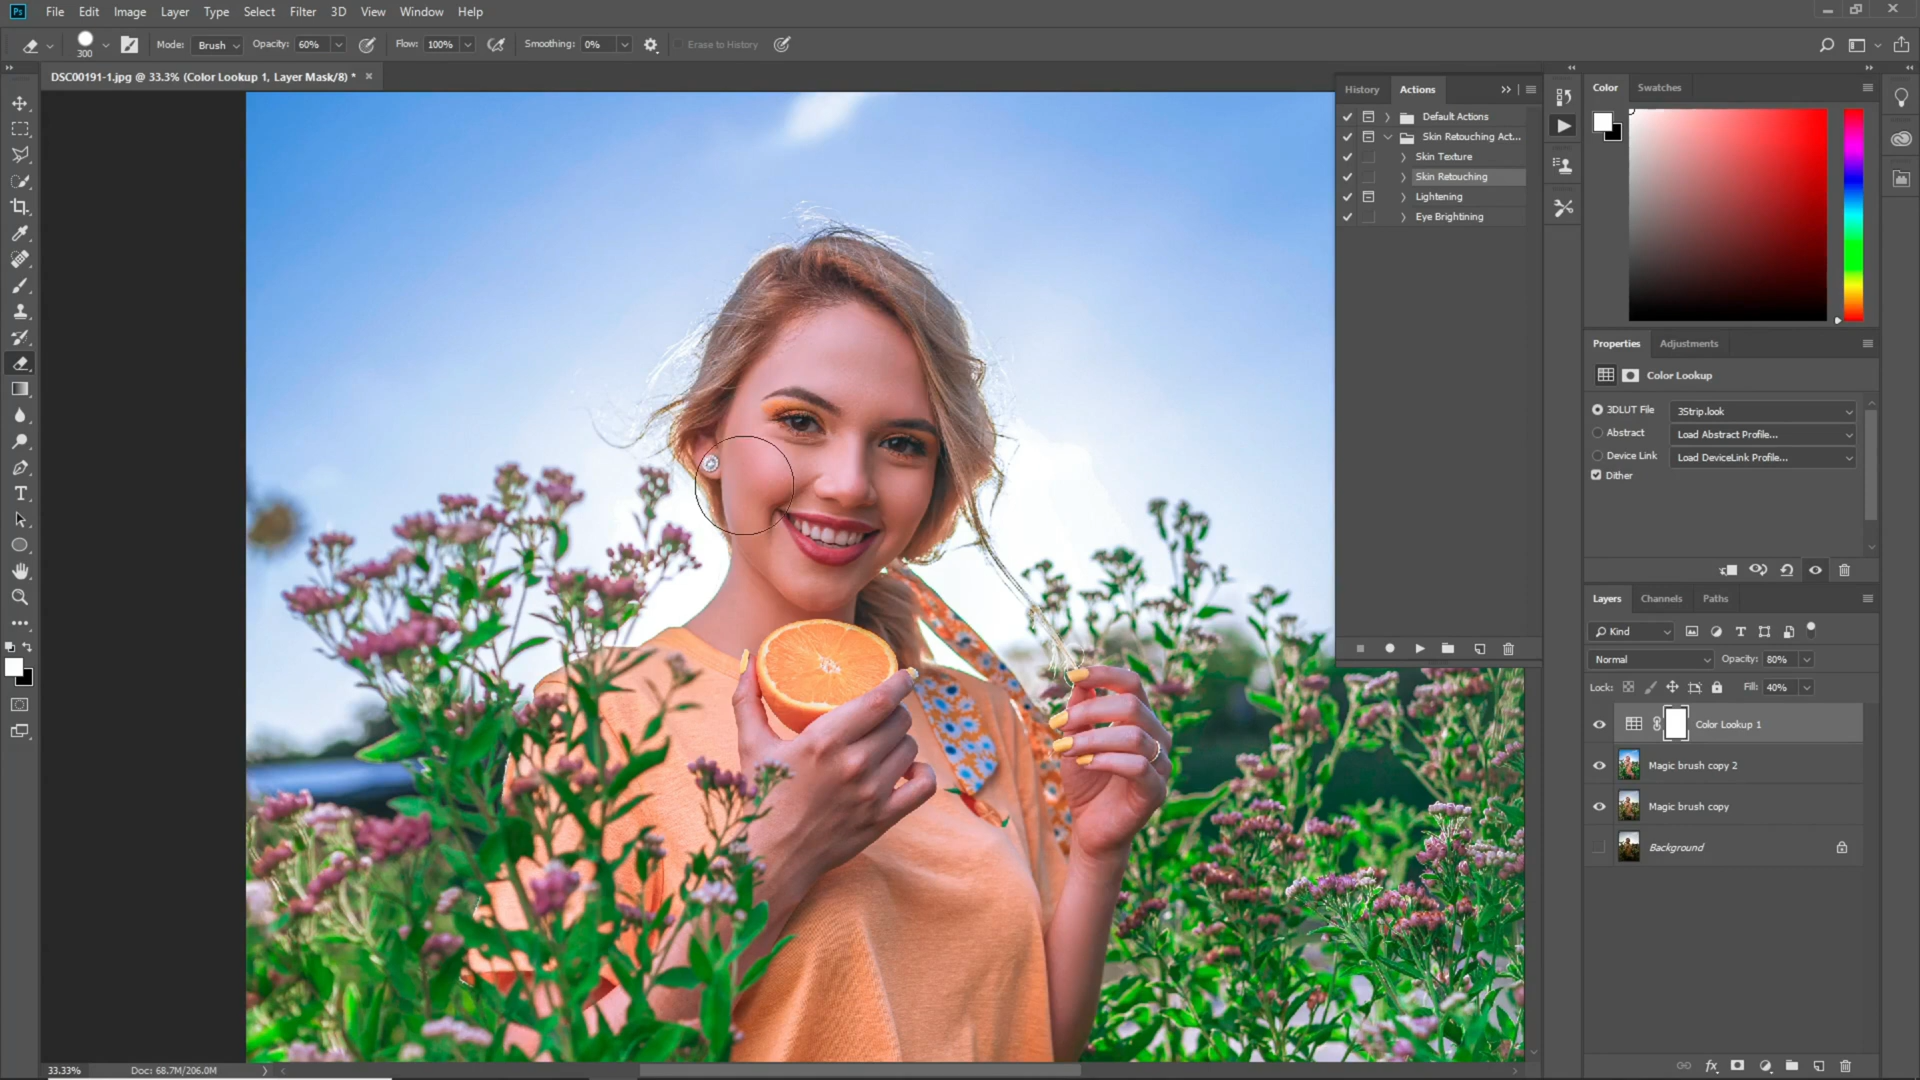 Ps File Edit Image Layer Type Select Filter 3D View Window Help
300 Mode: Brush Opacity: 60% Flow: 100% Smoothing: 0% Erase to History
DSC00191-1.jpg @ 33.3% (Color Lookup 1, Layer Mask/8) * ×
History Actions
Default Actions
Skin Retouching Act...
Skin Texture
Skin Retouching
Lightening
Eye Brightining
Color Swatches
Properties Adjustments
Color Lookup
3DLUT File 3Strip.look
Abstract Load Abstract Profile...
Device Link Load DeviceLink Profile...
Dither
Layers Channels Paths
Kind
Normal Opacity: 80%
Lock: Fill: 40%
Color Lookup 1
Magic brush copy 2
Magic brush copy
Background
33.33% Doc: 68.7M/206.0M